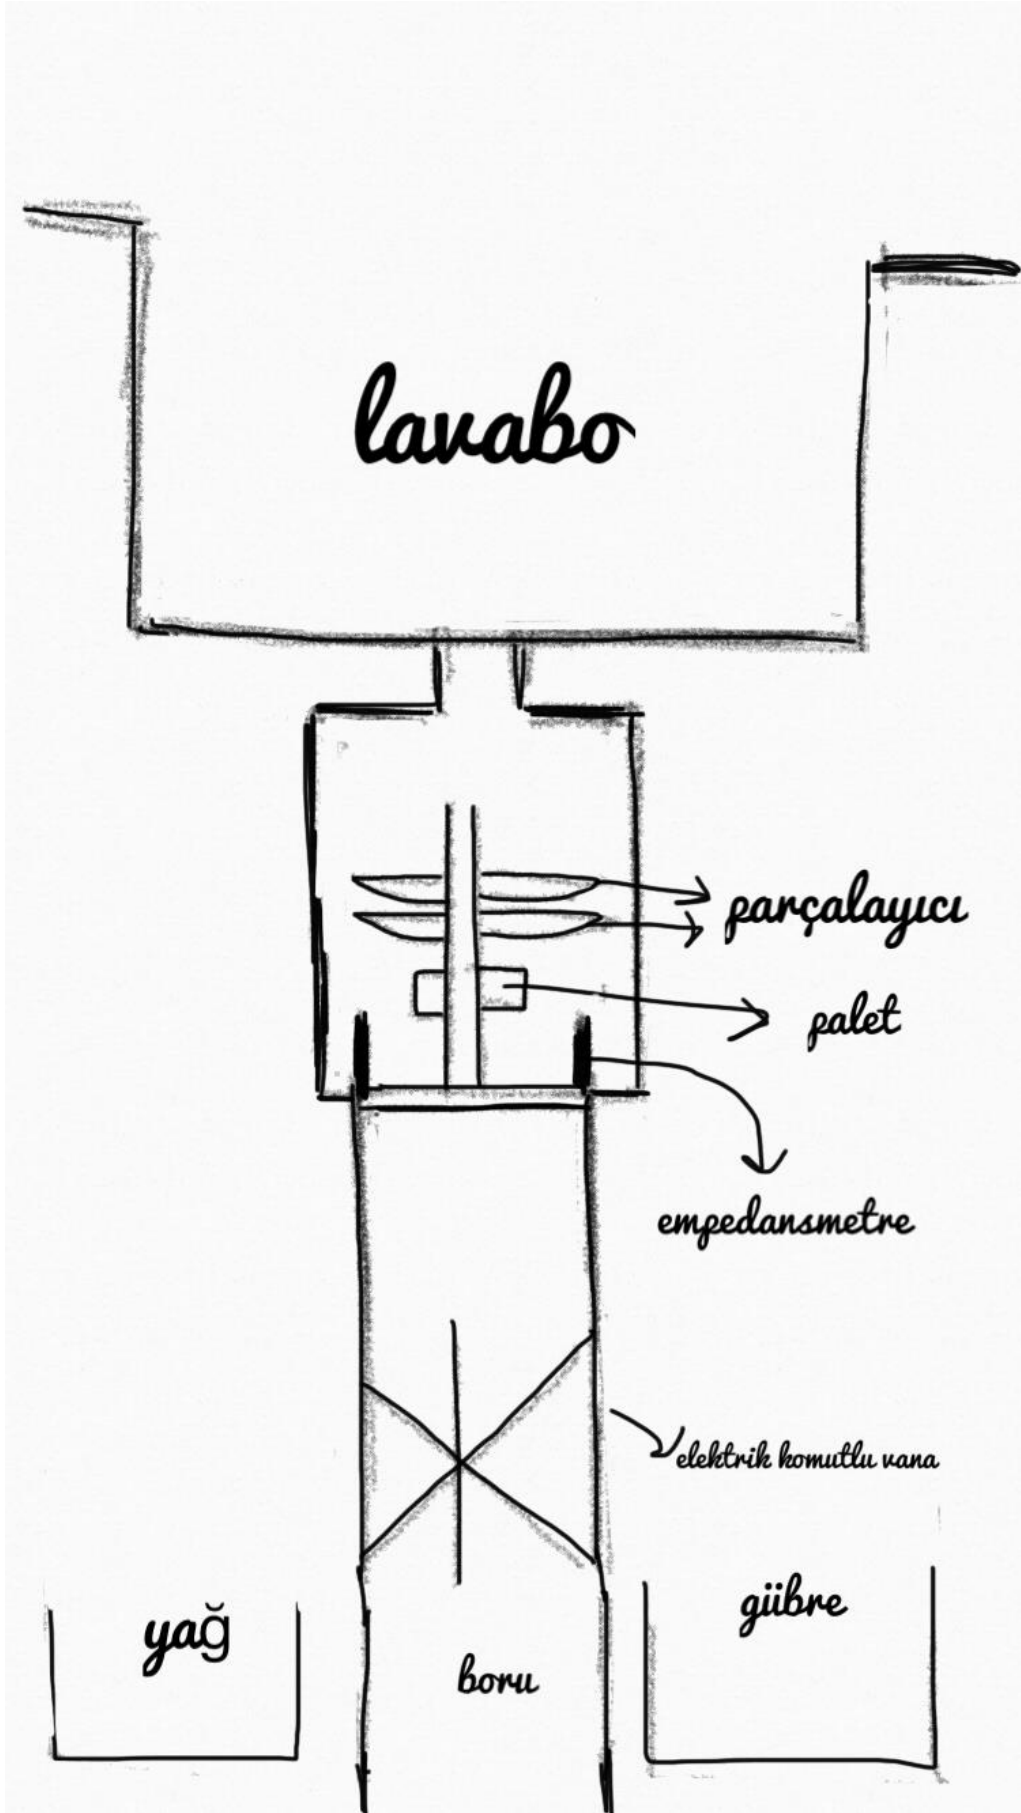 lavabo
parçalayıcı
palet
empedansmetre
elektrik komutlu vana
gübre
yağ
boru